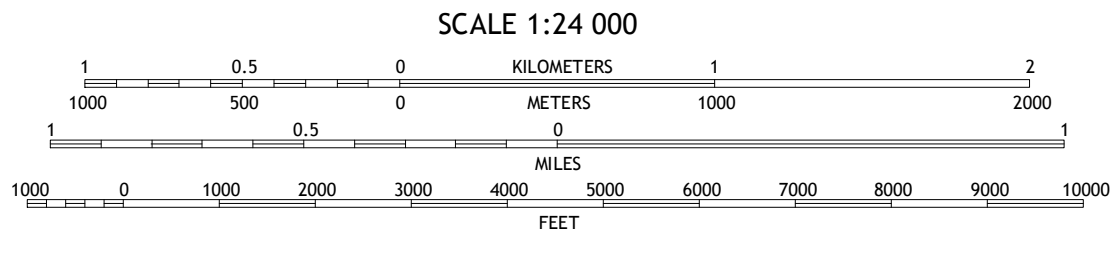 SCALE 1:24 000
1 0.5 0 KILOMETERS 1 2
1000 500 0 METERS 1000 2000
1 0.5 0 1
MILES
1000 0 1000 2000 3000 4000 5000 6000 7000 8000 9000 10000
FEET